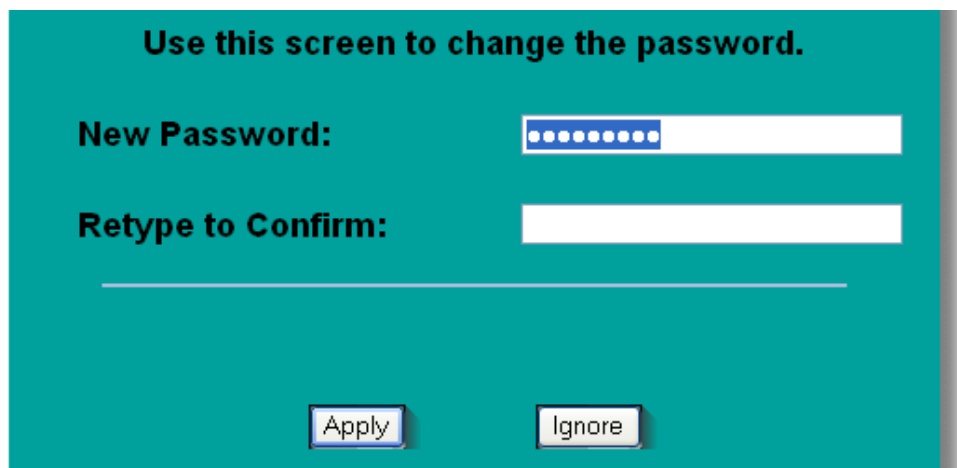 Use this screen to change the password.
New Password: •••••••••
Retype to Confirm:
Apply Ignore